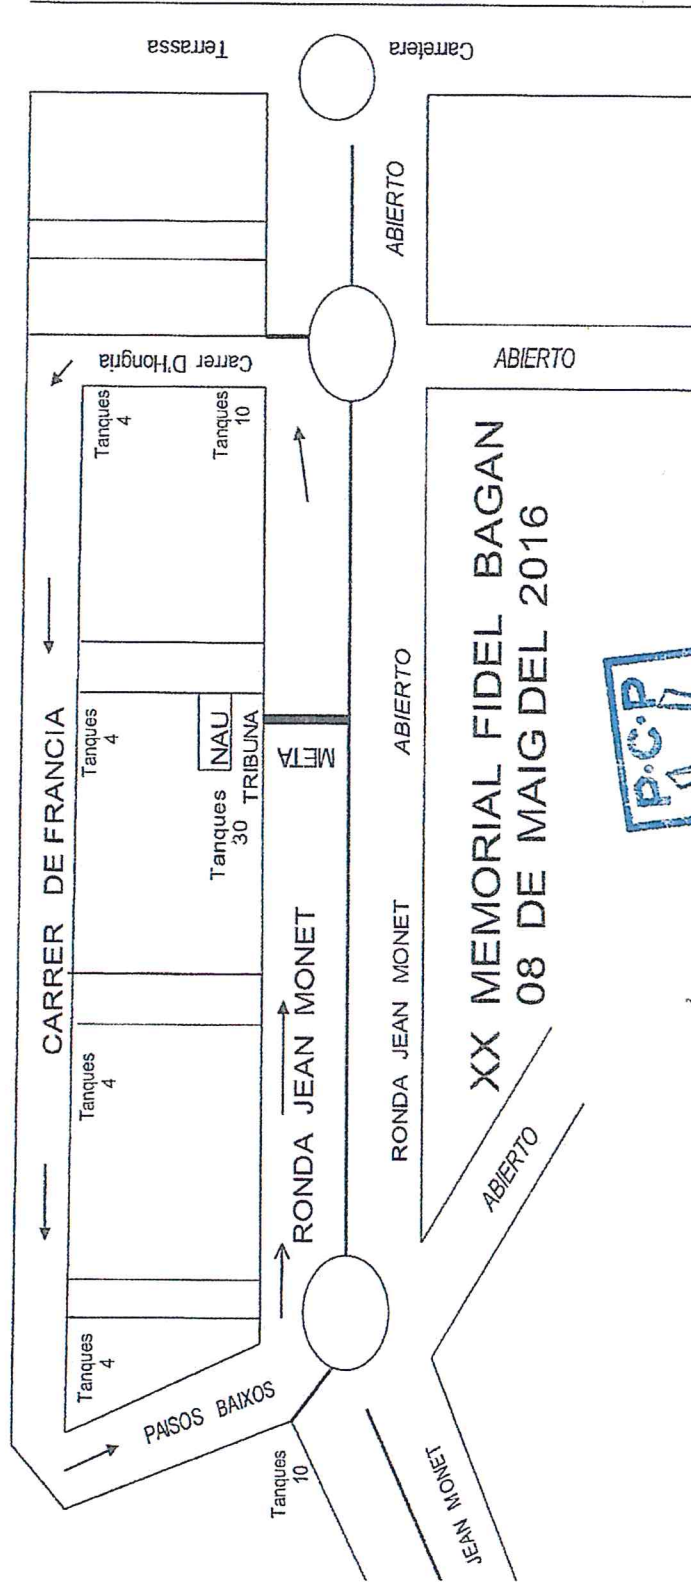 CARRER DE FRANCIA
Tanques
4
Tanques
4
Tanques
4
Tanques
4
Tanques
10
Carrer D'Hongria
Terrassa
Carretera
PAISOS BAIXOS
Tanques
10
Tanques
30
NAU
TRIBUNA
META
RONDA JEAN MONET
JEAN MONET
RONDA JEAN MONET
ABIERTO
ABIERTO
ABIERTO
ABIERTO
XX MEMORIAL FIDEL BAGAN
08 DE MAIG DEL 2016
P.C.P